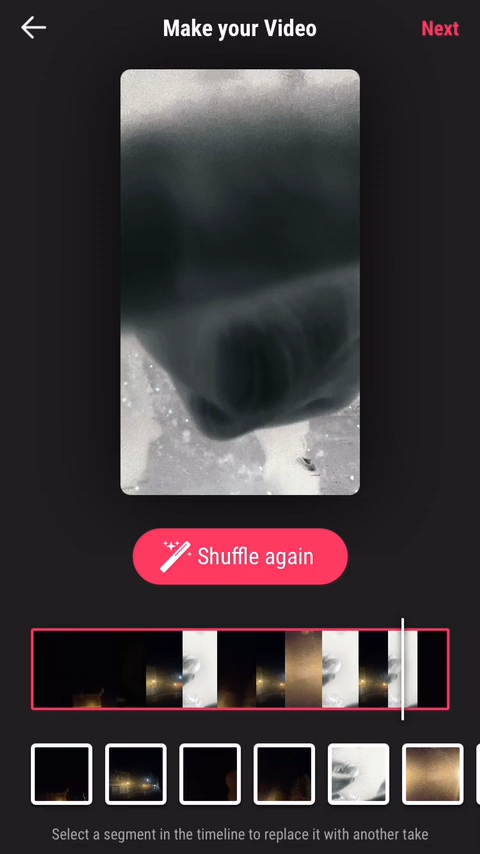 Make your Video
Next
Shuffle again
Select a segment in the timeline to replace it with another take